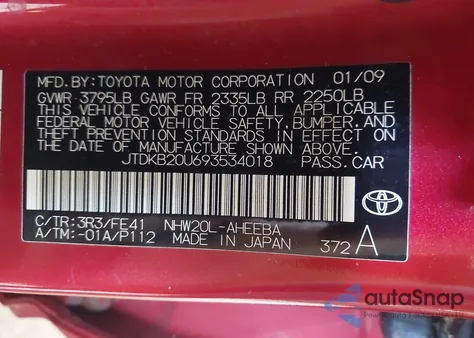 MFD.BY:TOYOTA MOTOR CORPORATION 01/09
GVWR 3795LB GAWR FR 2335LB RR 2250LB
THIS VEHICLE CONFORMS TO ALL APPLICABLE
FEDERAL MOTOR VEHICLE SAFETY, BUMPER, AND
THEFT PREVENTION STANDARDS IN EFFECT ON
THE DATE OF MANUFACTURE SHOWN ABOVE.
JTDKB20U693534018 PASS.CAR
C/TR:3R3/FE41 NHW20L-AHEEBA
A/TM:-01A/P112 MADE IN JAPAN 372 A
autoSnap